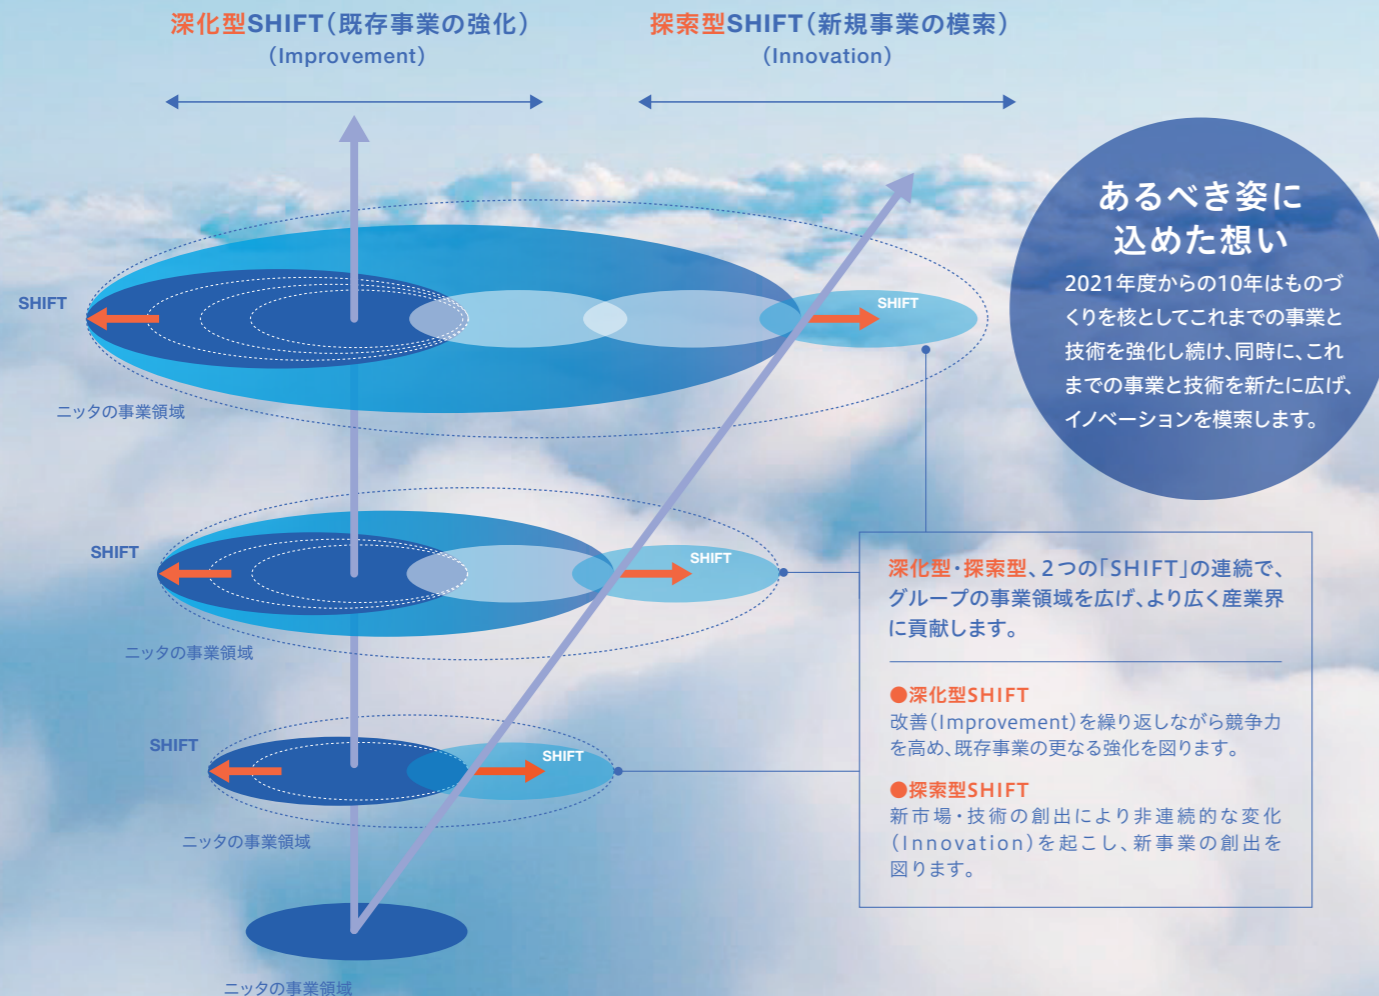 深化型SHIFT（既存事業の強化）
（Improvement）
探索型SHIFT（新規事業の模索）
（Innovation）
あるべき姿に
込めた想い
2021年度からの10年はものづ
くりを核としてこれまでの事業と
技術を強化し続け、同時に、これ
までの事業と技術を新たに広げ、
イノベーションを模索します。
SHIFT
SHIFT
ニッタの事業領域
SHIFT
SHIFT
ニッタの事業領域
SHIFT
SHIFT
ニッタの事業領域
ニッタの事業領域
深化型・探索型、2つの「SHIFT」の連続で、
グループの事業領域を広げ、より広く産業界
に貢献します。
●深化型SHIFT
改善（Improvement）を繰り返しながら競争力
を高め、既存事業の更なる強化を図ります。
●探索型SHIFT
新市場・技術の創出により非連続的な変化
（Innovation）を起こし、新事業の創出を
図ります。